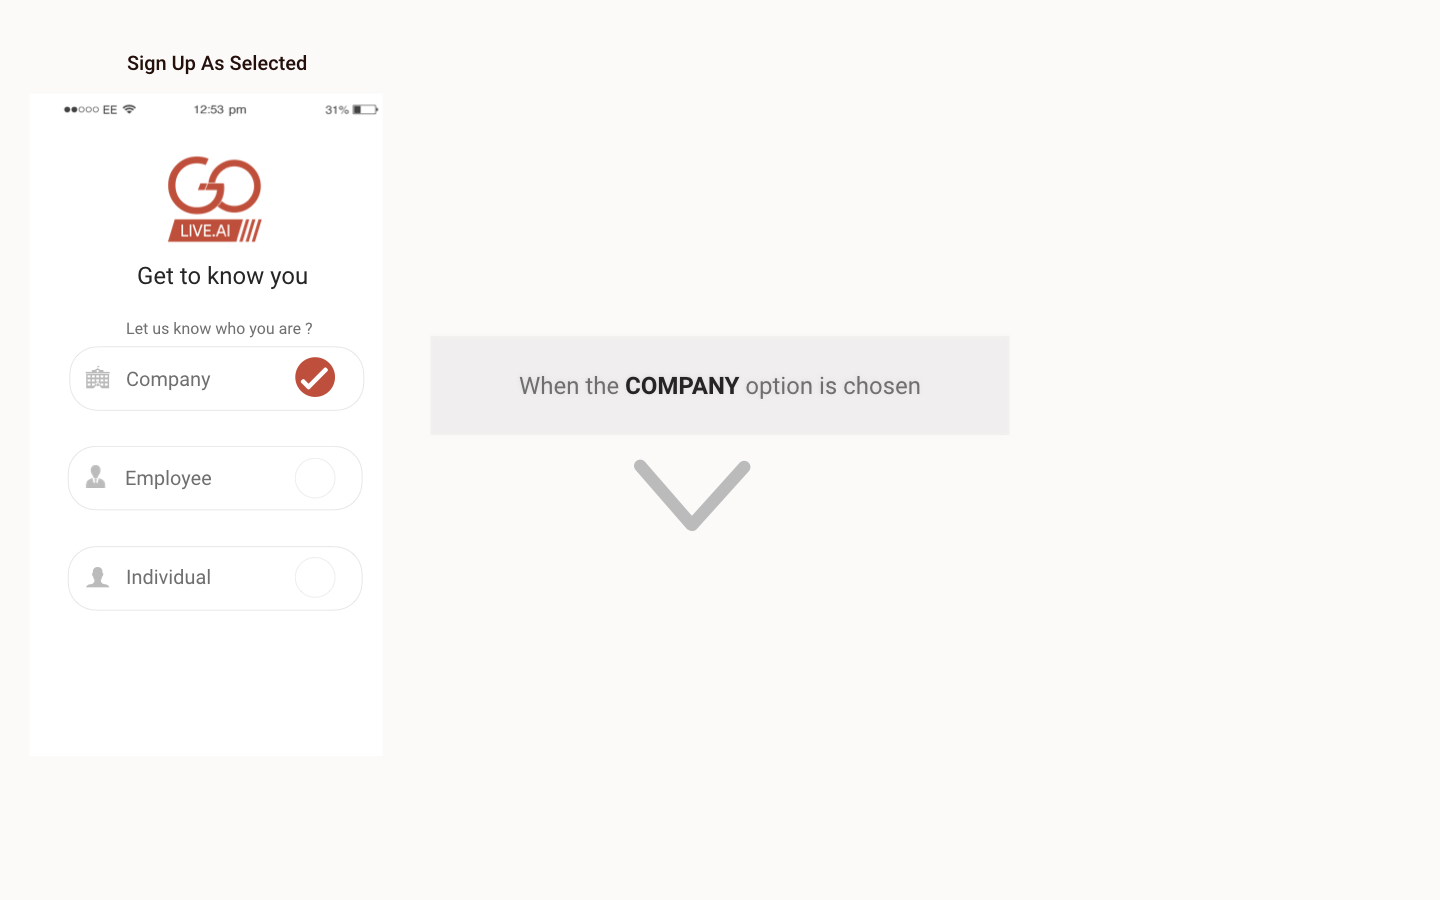 Sign Up As Selected
EE 12:53 pm 31%
GO
LIVE.AI
Get to know you
Let us know who you are ?
Company
Employee
Individual
When the COMPANY option is chosen